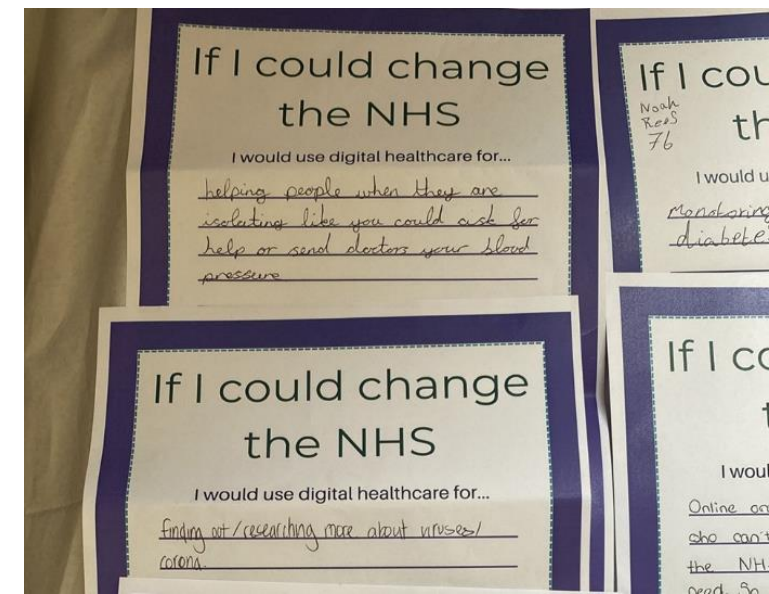 If I could change
the NHS
I would use digital healthcare for...
helping people when they are
isolating like you could ask for
help or send doctors your blood
pressure
If I cou
Noah
Rees
76
th
I would u
Monotoring
diabete
If I could change
the NHS
I would use digital healthcare for...
finding out/researching more about viruses/
corona.
If I co
I woul
Online
who can't
the NH
need. So